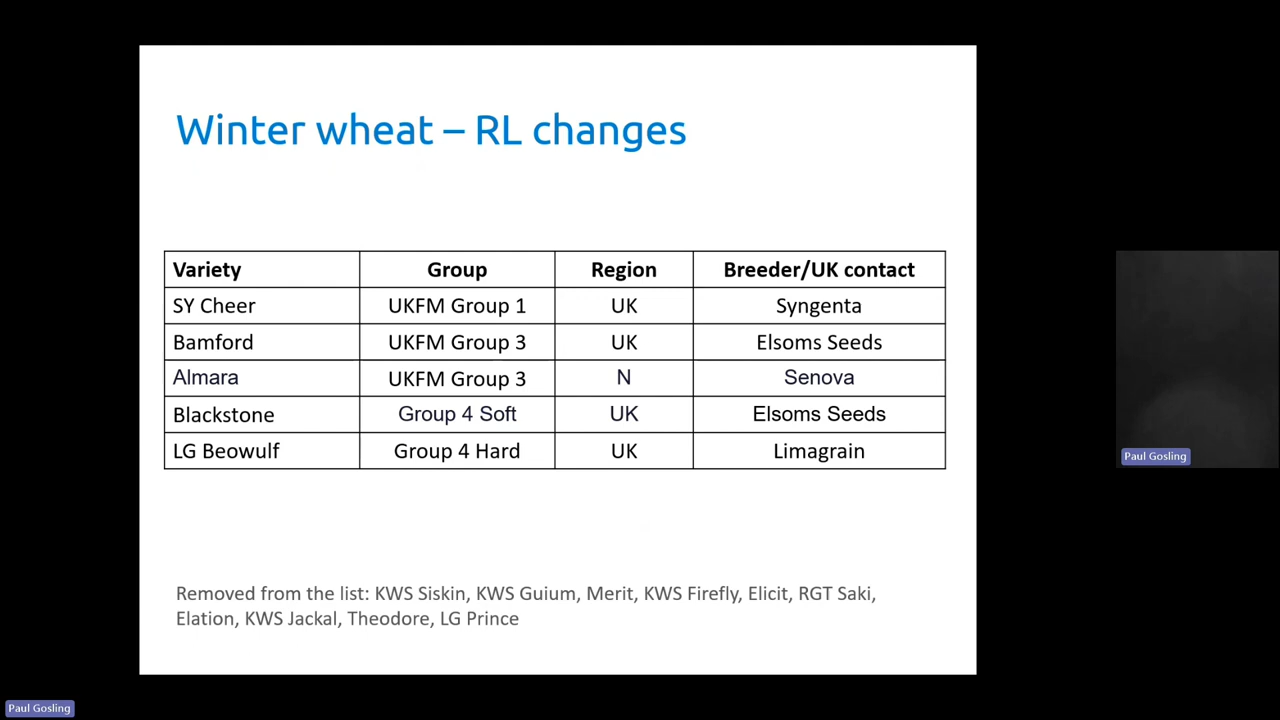 Winter wheat – RL changes
Variety Group Region Breeder/UK contact
SY Cheer UKFM Group 1 UK Syngenta
Bamford UKFM Group 3 UK Elsoms Seeds
Almara UKFM Group 3 N Senova
Blackstone Group 4 Soft UK Elsoms Seeds
LG Beowulf Group 4 Hard UK Limagrain
Removed from the list: KWS Siskin, KWS Guium, Merit, KWS Firefly, Elicit, RGT Saki,
Elation, KWS Jackal, Theodore, LG Prince
Paul Gosling
Paul Gosling